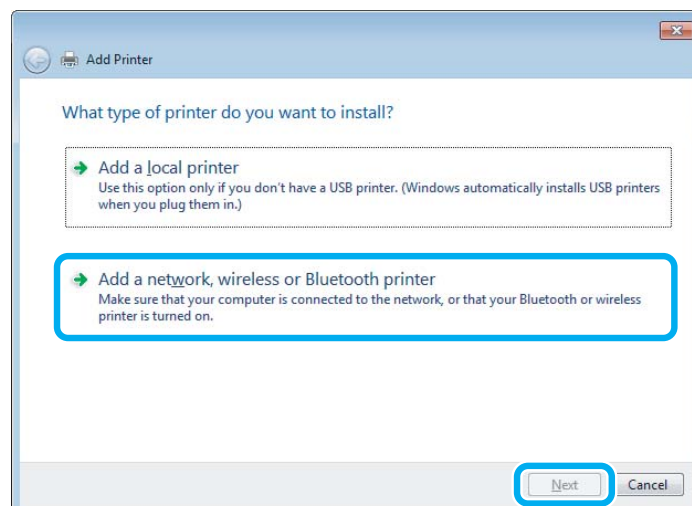 Add Printer
What type of printer do you want to install?
Add a local printer
Use this option only if you don't have a USB printer. (Windows automatically installs USB printers
when you plug them in.)
Add a network, wireless or Bluetooth printer
Make sure that your computer is connected to the network, or that your Bluetooth or wireless
printer is turned on.
Next Cancel